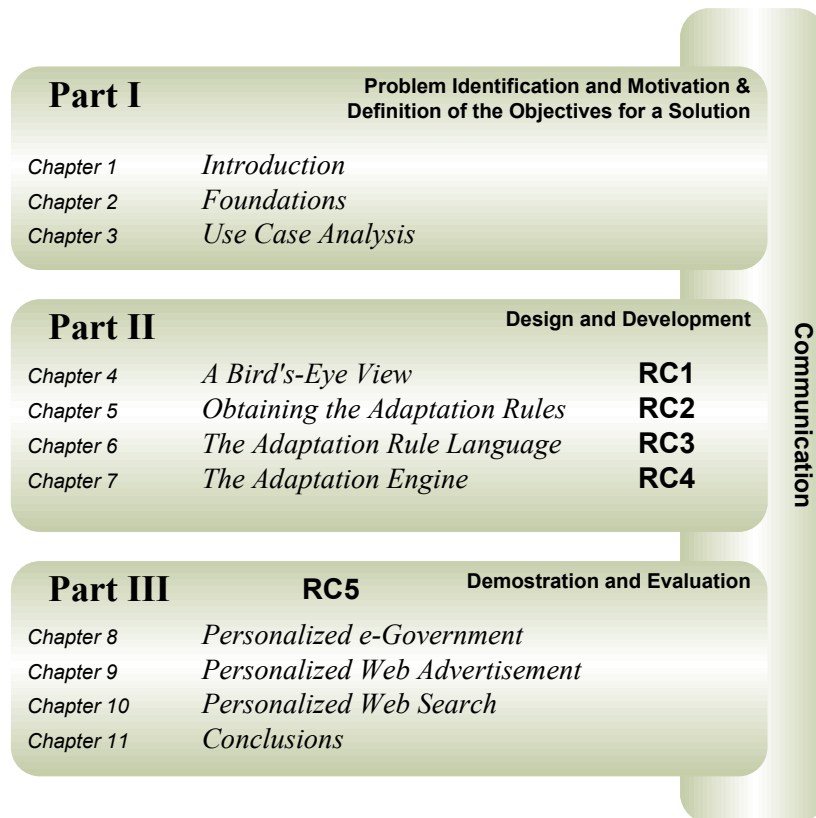 Part I
Problem Identification and Motivation &
Definition of the Objectives for a Solution
Chapter 1 Introduction
Chapter 2 Foundations
Chapter 3 Use Case Analysis
Part II Design and Development
Chapter 4 A Bird's-Eye View RC1
Chapter 5 Obtaining the Adaptation Rules RC2
Chapter 6 The Adaptation Rule Language RC3
Chapter 7 The Adaptation Engine RC4
Part III RC5 Demostration and Evaluation
Chapter 8 Personalized e-Government
Chapter 9 Personalized Web Advertisement
Chapter 10 Personalized Web Search
Chapter 11 Conclusions
Communication